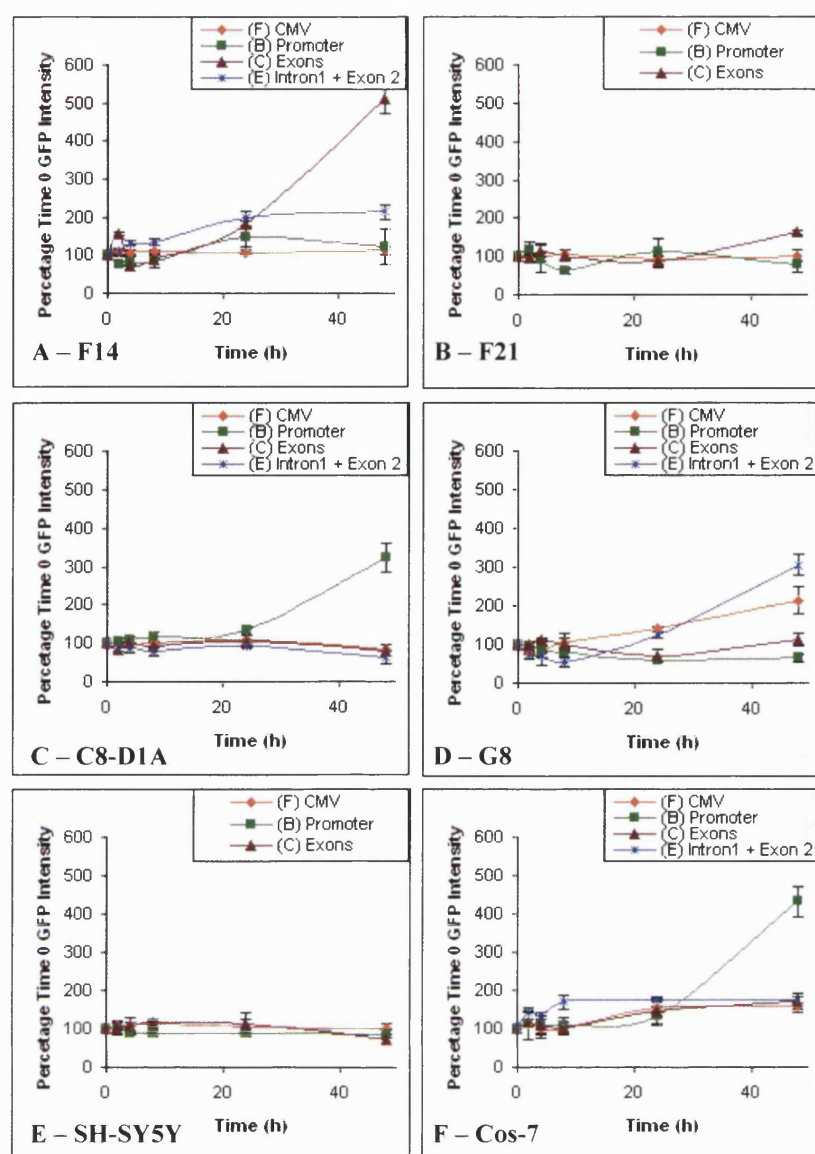 (F) CMV
(B) Promoter
(C) Exons
(E) Intron1 + Exon 2
Percetage Time 0 GFP Intensity
600
500
400
300
200
100
0
0
20
40
Time (h)
A – F14
(F) CMV
(B) Promoter
(C) Exons
Percetage Time 0 GFP Intensity
600
500
400
300
200
100
0
0
20
40
Time (h)
B – F21
(F) CMV
(B) Promoter
(C) Exons
(E) Intron1 + Exon 2
Percetage Time 0 GFP Intensity
600
500
400
300
200
100
0
0
20
40
Time (h)
C – C8-D1A
(F) CMV
(B) Promoter
(C) Exons
(E) Intron1 + Exon 2
Percetage Time 0 GFP Intensity
600
500
400
300
200
100
0
0
20
40
Time (h)
D – G8
(F) CMV
(B) Promoter
(C) Exons
Percetage Time 0 GFP Intensity
600
500
400
300
200
100
0
0
20
40
Time (h)
E – SH-SY5Y
(F) CMV
(B) Promoter
(C) Exons
(E) Intron1 + Exon 2
Percetage Time 0 GFP Intensity
600
500
400
300
200
100
0
0
20
40
Time (h)
F – Cos-7